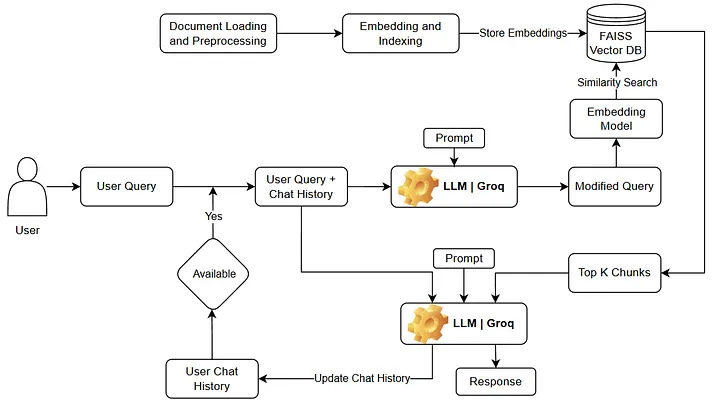 Document Loading
and Preprocessing
Embedding and
Indexing
Store Embeddings
FAISS
Vector DB
Similarity Search
Embedding
Model
Prompt
User Query
User Query +
Chat History
LLM | Groq
Modified Query
User
Yes
Available
Prompt
Top K Chunks
LLM | Groq
User Chat
History
Update Chat History
Response